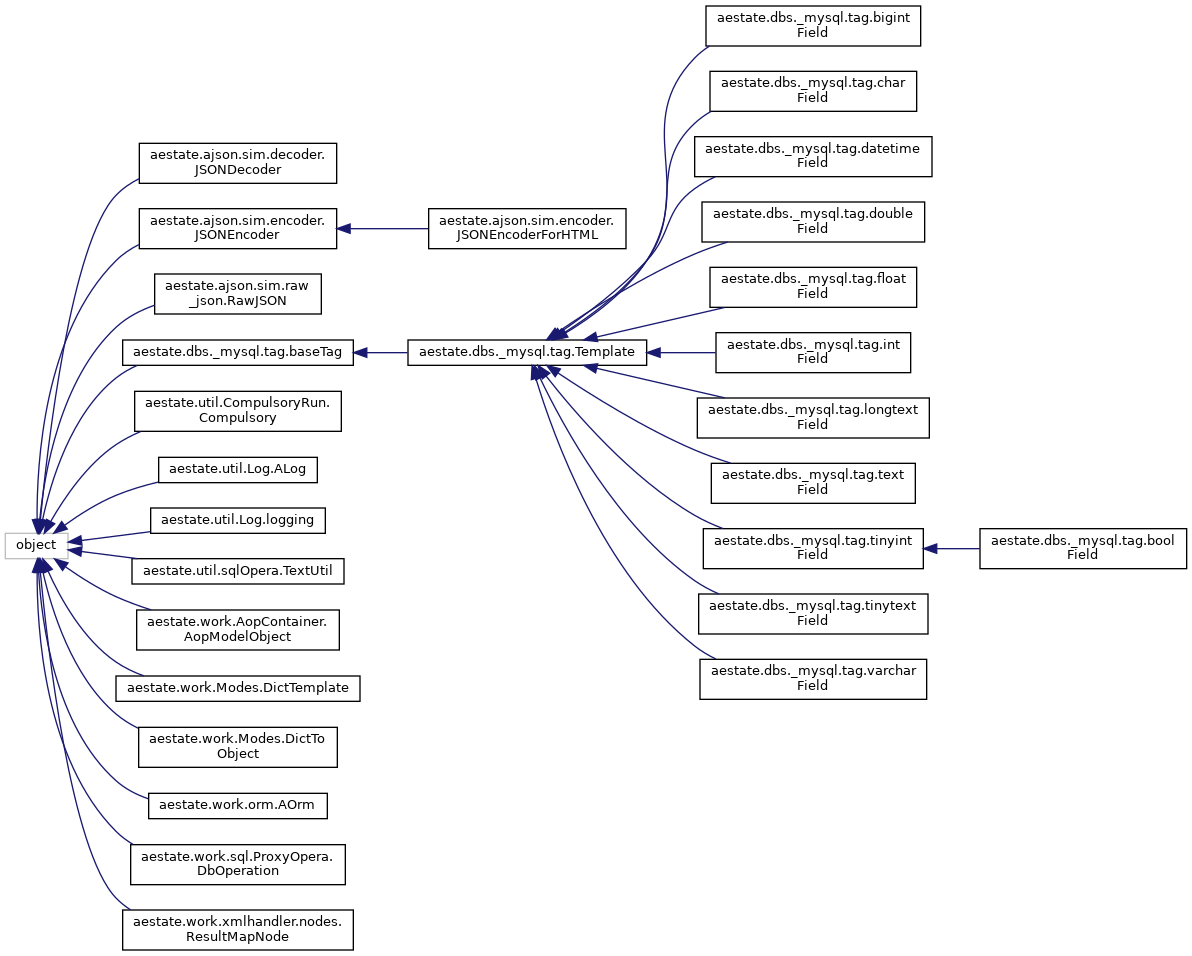 object
aestate.ajson.sim.decoder.
JSONDecoder
aestate.ajson.sim.encoder.
JSONEncoder
aestate.ajson.sim.raw
_json.RawJSON
aestate.dbs._mysql.tag.baseTag
aestate.util.CompulsoryRun.
Compulsory
aestate.util.Log.ALog
aestate.util.Log.logging
aestate.util.sqlOpera.TextUtil
aestate.work.AopContainer.
AopModelObject
aestate.work.Modes.DictTemplate
aestate.work.Modes.DictTo
Object
aestate.work.orm.AOrm
aestate.work.sql.ProxyOpera.
DbOperation
aestate.work.xmlhandler.nodes.
ResultMapNode
aestate.ajson.sim.encoder.
JSONEncoderForHTML
aestate.dbs._mysql.tag.Template
aestate.dbs._mysql.tag.bigint
Field
aestate.dbs._mysql.tag.char
Field
aestate.dbs._mysql.tag.datetime
Field
aestate.dbs._mysql.tag.double
Field
aestate.dbs._mysql.tag.float
Field
aestate.dbs._mysql.tag.int
Field
aestate.dbs._mysql.tag.longtext
Field
aestate.dbs._mysql.tag.text
Field
aestate.dbs._mysql.tag.tinyint
Field
aestate.dbs._mysql.tag.tinytext
Field
aestate.dbs._mysql.tag.varchar
Field
aestate.dbs._mysql.tag.bool
Field